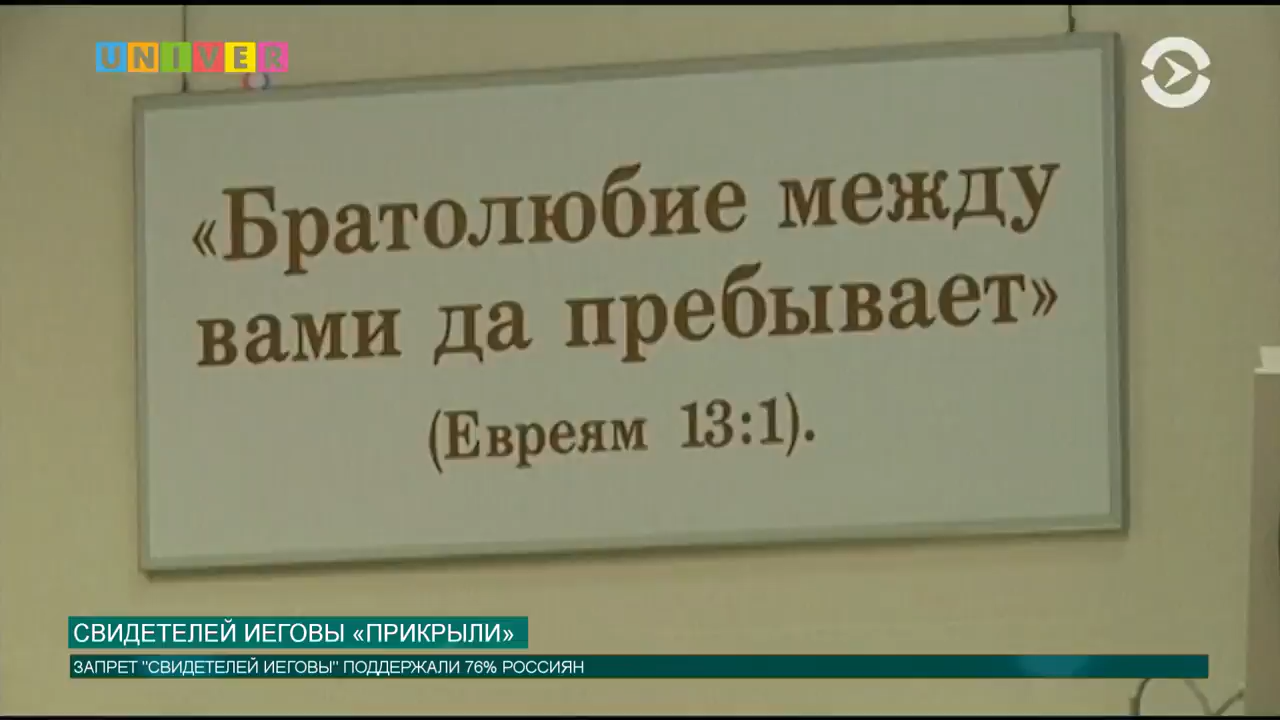 UNIVER
«Братолюбие между
вами да пребывает»
(Евреям 13:1).
СВИДЕТЕЛЕЙ ИЕГОВЫ «ПРИКРЫЛИ»
ЗАПРЕТ "СВИДЕТЕЛЕЙ ИЕГОВЫ" ПОДДЕРЖАЛИ 76% РОССИЯН